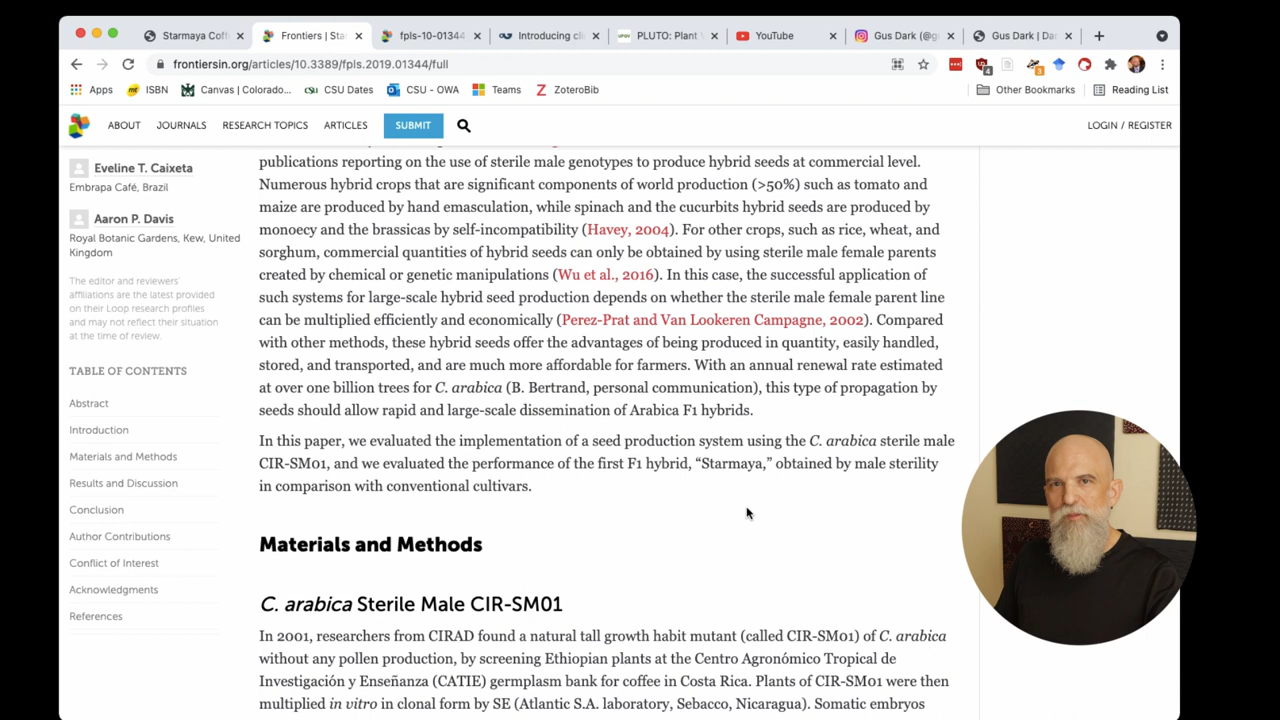 Starmaya Coff
Frontiers | Sta
fpls-10-01344
Introducing cli
UPOV
PLUTO: Plant V
YouTube
Gus Dark (@g
Gus Dark | Da
frontiersin.org/articles/10.3389/fpls.2019.01344/full
4
3
Apps
mt ISBN
Canvas | Colorado...
CSU CSU Dates
CSU - OWA
Teams
Z ZoteroBib
Other Bookmarks
Reading List
ABOUT
JOURNALS
RESEARCH TOPICS
ARTICLES
SUBMIT
LOGIN / REGISTER
Eveline T. Caixeta
Embrapa Café, Brazil
Aaron P. Davis
Royal Botanic Gardens, Kew, United
Kingdom
The editor and reviewers'
affiliations are the latest provided
on their Loop research profiles
and may not reflect their situation
at the time of review.
TABLE OF CONTENTS
Abstract
Introduction
Materials and Methods
Results and Discussion
Conclusion
Author Contributions
Conflict of Interest
Acknowledgments
References
publications reporting on the use of sterile male genotypes to produce hybrid seeds at commercial level.
Numerous hybrid crops that are significant components of world production (>50%) such as tomato and
maize are produced by hand emasculation, while spinach and the cucurbits hybrid seeds are produced by
monoecy and the brassicas by self-incompatibility (Havey, 2004). For other crops, such as rice, wheat, and
sorghum, commercial quantities of hybrid seeds can only be obtained by using sterile male female parents
created by chemical or genetic manipulations (Wu et al., 2016). In this case, the successful application of
such systems for large-scale hybrid seed production depends on whether the sterile male female parent line
can be multiplied efficiently and economically (Perez-Prat and Van Lookeren Campagne, 2002). Compared
with other methods, these hybrid seeds offer the advantages of being produced in quantity, easily handled,
stored, and transported, and are much more affordable for farmers. With an annual renewal rate estimated
at over one billion trees for C. arabica (B. Bertrand, personal communication), this type of propagation by
seeds should allow rapid and large-scale dissemination of Arabica F1 hybrids.
In this paper, we evaluated the implementation of a seed production system using the C. arabica sterile male
CIR-SM01, and we evaluated the performance of the first F1 hybrid, “Starmaya,” obtained by male sterility
in comparison with conventional cultivars.
Materials and Methods
C. arabica Sterile Male CIR-SM01
In 2001, researchers from CIRAD found a natural tall growth habit mutant (called CIR-SM01) of C. arabica
without any pollen production, by screening Ethiopian plants at the Centro Agronómico Tropical de
Investigación y Enseñanza (CATIE) germplasm bank for coffee in Costa Rica. Plants of CIR-SM01 were then
multiplied in vitro in clonal form by SE (Atlantic S.A. laboratory, Sebacco, Nicaragua). Somatic embryos